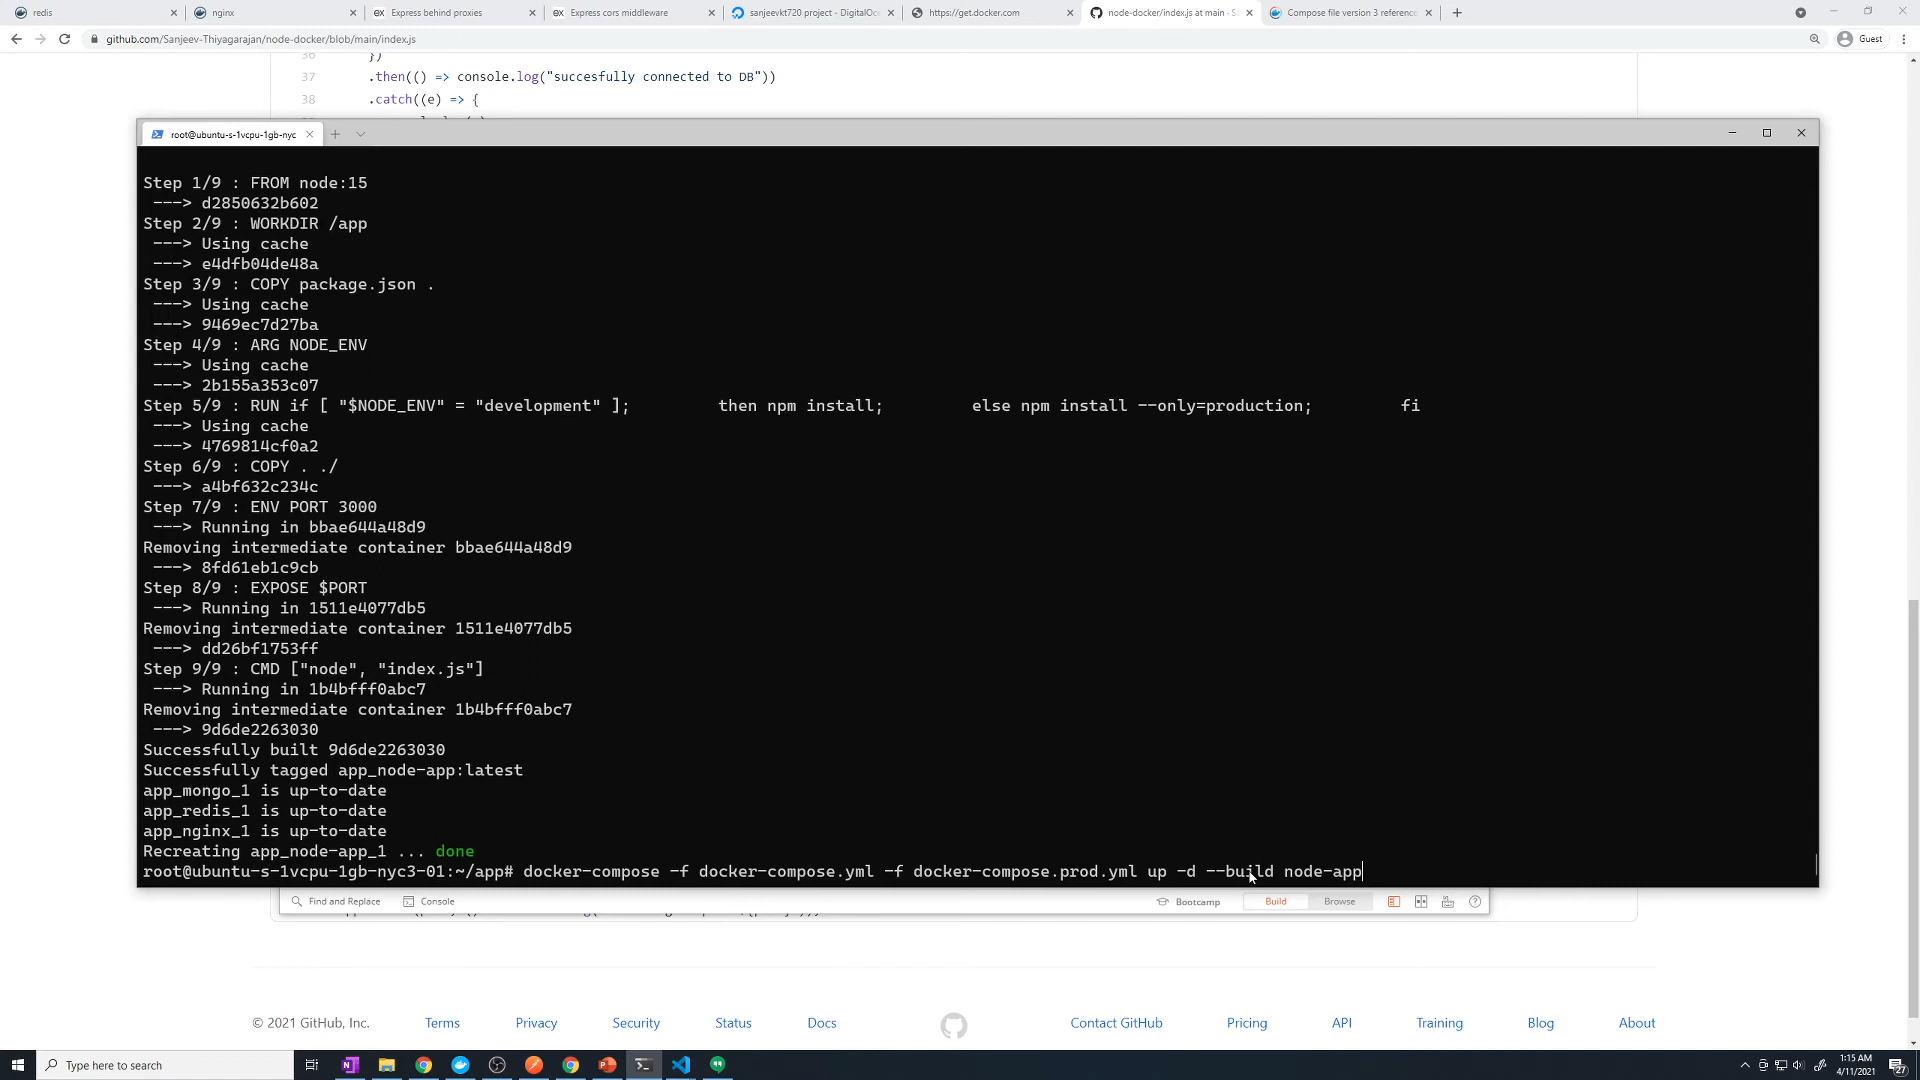 redis
nginx
Express behind proxies
Express cors middleware
sanjeevkt720 project - DigitalOce
https://get.docker.com
node-docker/index.js at main - S
Compose file version 3 reference
github.com/Sanjeev-Thiyagarajan/node-docker/blob/main/index.js
Guest
36 })
37 .then(() => console.log("succesfully connected to DB"))
38 .catch((e) => {
root@ubuntu-s-1vcpu-1gb-nyc
Step 1/9 : FROM node:15
---> d2850632b602
Step 2/9 : WORKDIR /app
---> Using cache
---> e4dfb04de48a
Step 3/9 : COPY package.json .
---> Using cache
---> 9469ec7d27ba
Step 4/9 : ARG NODE_ENV
---> Using cache
---> 2b155a353c07
Step 5/9 : RUN if [ "$NODE_ENV" = "development" ];         then npm install;         else npm install --only=production;         fi
---> Using cache
---> 4769814cf0a2
Step 6/9 : COPY . ./
---> a4bf632c234c
Step 7/9 : ENV PORT 3000
---> Running in bbae644a48d9
Removing intermediate container bbae644a48d9
---> 8fd61eb1c9cb
Step 8/9 : EXPOSE $PORT
---> Running in 1511e4077db5
Removing intermediate container 1511e4077db5
---> dd26bf1753ff
Step 9/9 : CMD ["node", "index.js"]
---> Running in 1b4bfff0abc7
Removing intermediate container 1b4bfff0abc7
---> 9d6de2263030
Successfully built 9d6de2263030
Successfully tagged app_node-app:latest
app_mongo_1 is up-to-date
app_redis_1 is up-to-date
app_nginx_1 is up-to-date
Recreating app_node-app_1 ... done
root@ubuntu-s-1vcpu-1gb-nyc3-01:~/app# docker-compose -f docker-compose.yml -f docker-compose.prod.yml up -d --build node-app
Find and Replace Console Bootcamp Build Browse
© 2021 GitHub, Inc. Terms Privacy Security Status Docs Contact GitHub Pricing API Training Blog About
Type here to search
1:15 AM
4/11/2021
27